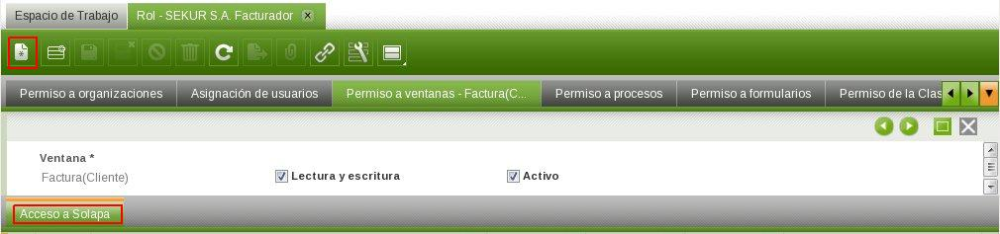 Espacio de Trabajo Rol - SEKUR S.A. Facturador
Permiso a organizaciones Asignación de usuarios Permiso a ventanas - Factura(C... Permiso a procesos Permiso a formularios Permiso de la Clas
Ventana *
Factura(Cliente) Lectura y escritura Activo
Acceso a Solapa